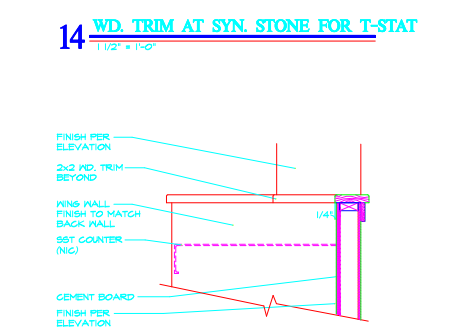 14 WD. TRIM AT SYN. STONE FOR T-STAT
1 1/2" = 1'-0"
FINISH PER
ELEVATION
2x2 WD. TRIM
BEYOND
WING WALL
FINISH TO MATCH
BACK WALL
1/4"
SST COUNTER
(NIC)
CEMENT BOARD
FINISH PER
ELEVATION